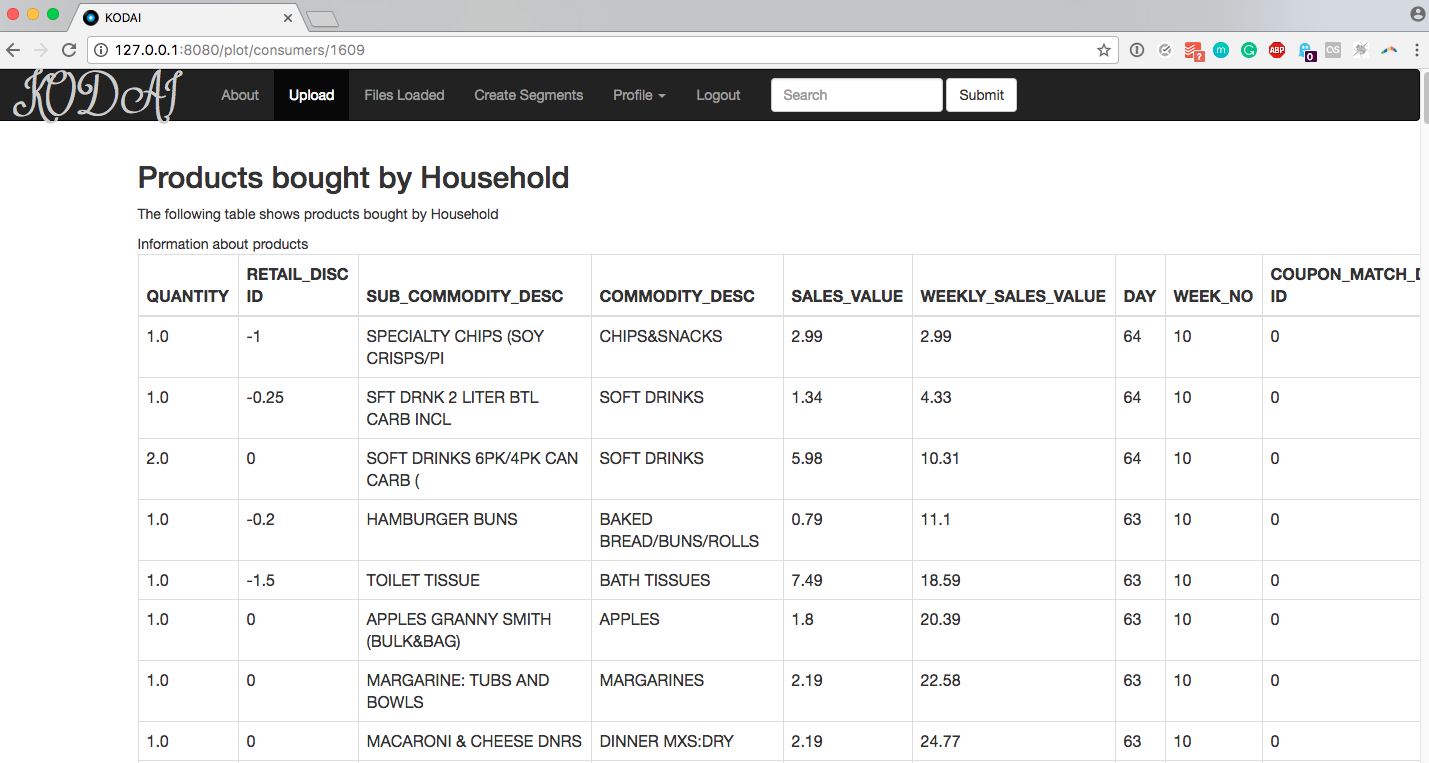 KODAI
127.0.0.1:8080/plot/consumers/1609
KODAI About Upload Files Loaded Create Segments Profile Logout Search Submit
Products bought by Household
The following table shows products bought by Household
Information about products
QUANTITY RETAIL_DISC ID SUB_COMMODITY_DESC COMMODITY_DESC SALES_VALUE WEEKLY_SALES_VALUE DAY WEEK_NO COUPON_MATCH_D ID
1.0 -1 SPECIALTY CHIPS (SOY CRISPS/PI CHIPS&SNACKS 2.99 2.99 64 10 0
1.0 -0.25 SFT DRNK 2 LITER BTL CARB INCL SOFT DRINKS 1.34 4.33 64 10 0
2.0 0 SOFT DRINKS 6PK/4PK CAN CARB ( SOFT DRINKS 5.98 10.31 64 10 0
1.0 -0.2 HAMBURGER BUNS BAKED BREAD/BUNS/ROLLS 0.79 11.1 63 10 0
1.0 -1.5 TOILET TISSUE BATH TISSUES 7.49 18.59 63 10 0
1.0 0 APPLES GRANNY SMITH (BULK&BAG) APPLES 1.8 20.39 63 10 0
1.0 0 MARGARINE: TUBS AND BOWLS MARGARINES 2.19 22.58 63 10 0
1.0 0 MACARONI & CHEESE DNRS DINNER MXS:DRY 2.19 24.77 63 10 0